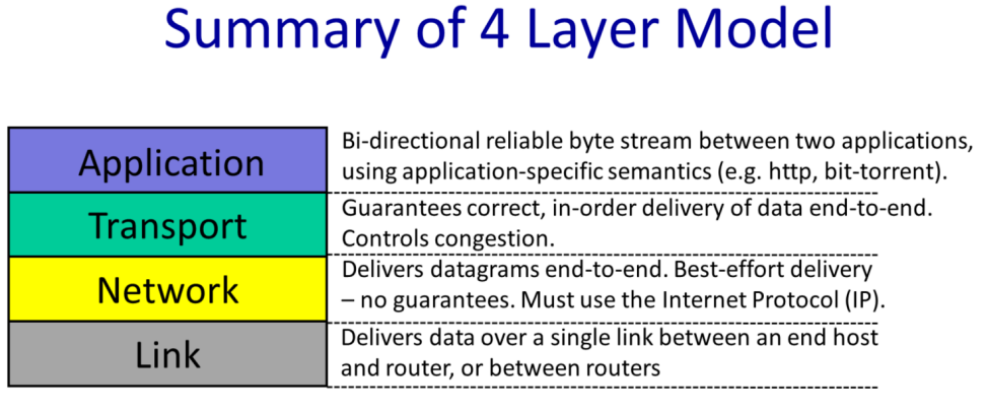 Summary of 4 Layer Model
Application
Bi-directional reliable byte stream between two applications,
using application-specific semantics (e.g. http, bit-torrent).
Transport
Guarantees correct, in-order delivery of data end-to-end.
Controls congestion.
Network
Delivers datagrams end-to-end. Best-effort delivery
– no guarantees. Must use the Internet Protocol (IP).
Link
Delivers data over a single link between an end host
and router, or between routers